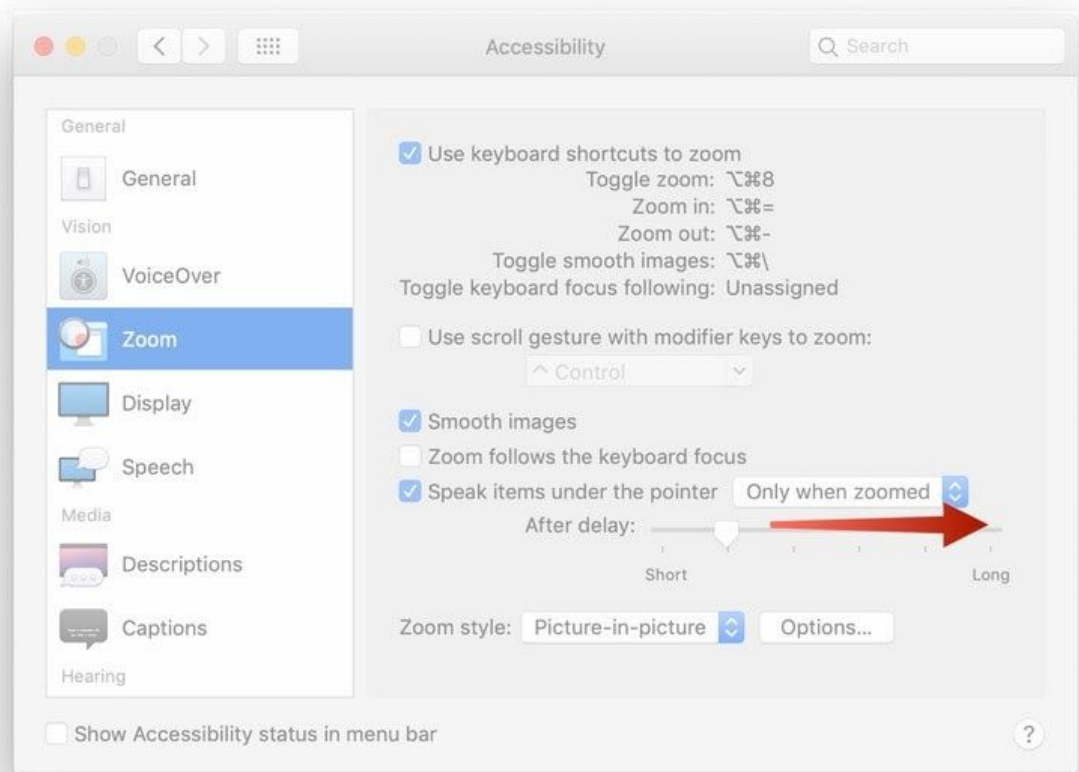 Accessibility
Search
General
General
Vision
VoiceOver
Zoom
Display
Speech
Media
Descriptions
Captions
Hearing
Use keyboard shortcuts to zoom
Toggle zoom: ⌥⌘8
Zoom in: ⌥⌘=
Zoom out: ⌥⌘-
Toggle smooth images: ⌥⌘\
Toggle keyboard focus following: Unassigned
Use scroll gesture with modifier keys to zoom:
^ Control
Smooth images
Zoom follows the keyboard focus
Speak items under the pointer Only when zoomed
After delay:
Short Long
Zoom style: Picture-in-picture Options...
Show Accessibility status in menu bar ?